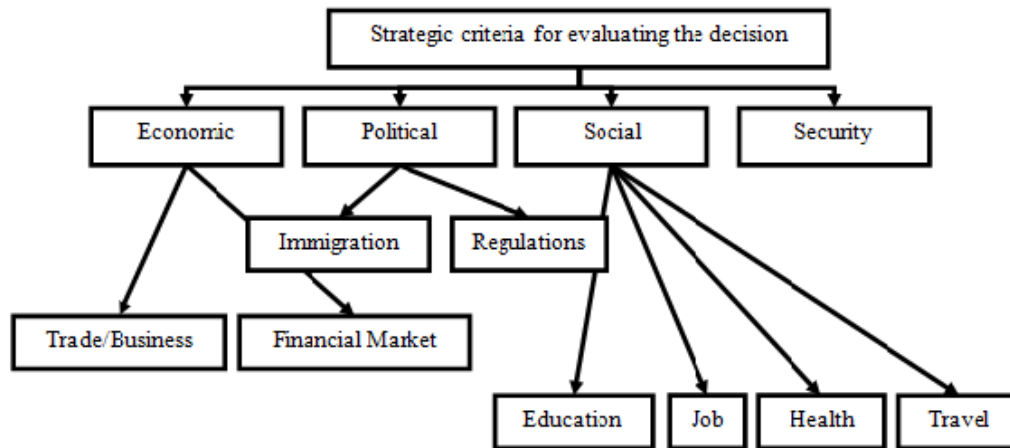 Strategic criteria for evaluating the decision
Economic
Political
Social
Security
Immigration
Regulations
Trade/Business
Financial Market
Education
Job
Health
Travel